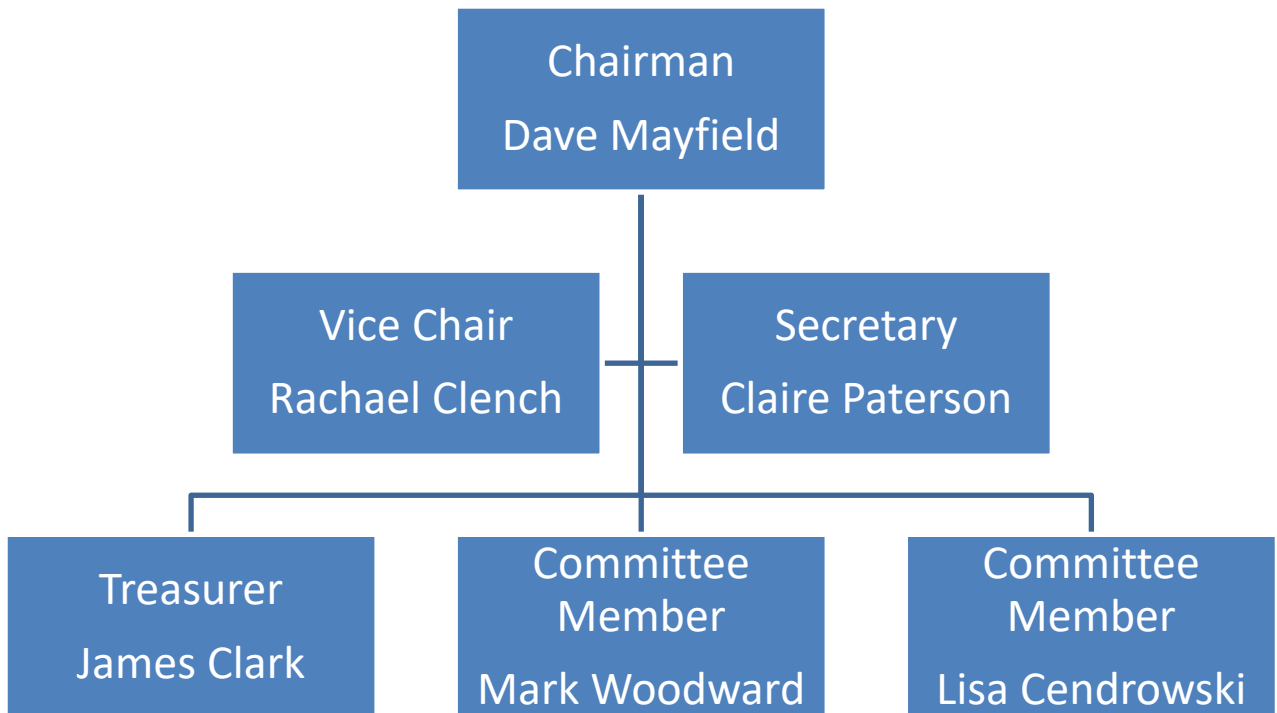 Chairman
Dave Mayfield
Vice Chair
Rachael Clench
Secretary
Claire Paterson
Treasurer
James Clark
Committee
Member
Mark Woodward
Committee
Member
Lisa Cendrowski